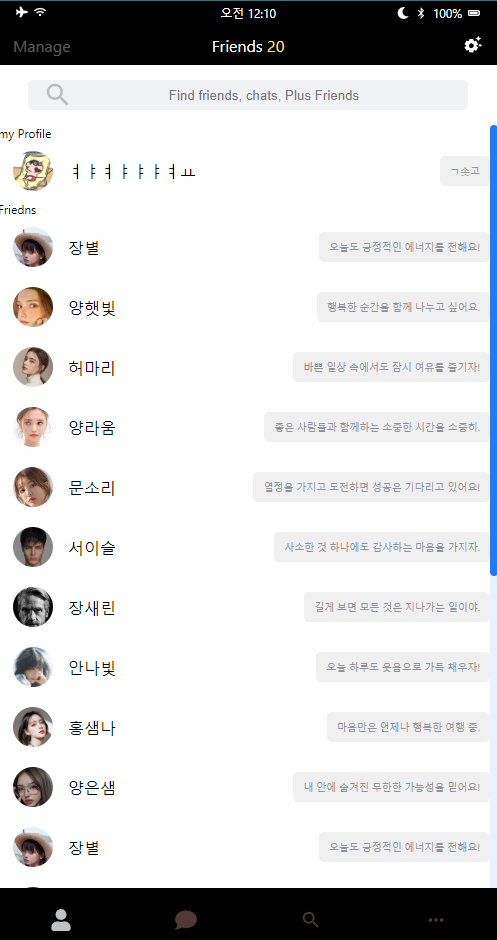 오전 12:10
100%
Manage
Friends 20
Find friends, chats, Plus Friends
my Profile
ㅕㅑㅕㅑㅑㅑㅕㅛ
ㄱ숏고
Friedns
장별
오늘도 긍정적인 에너지를 전해요!
양햇빛
행복한 순간을 함께 나누고 싶어요.
허마리
바쁜 일상 속에서도 잠시 여유를 즐기자!
양라움
좋은 사람들과 함께하는 소중한 시간을 소중히.
문소리
열정을 가지고 도전하면 성공은 기다리고 있어요!
서이슬
사소한 것 하나에도 감사하는 마음을 가지자.
장새린
길게 보면 모든 것은 지나가는 일이야.
안나빛
오늘 하루도 웃음으로 가득 채우자!
홍샘나
마음만은 언제나 행복한 여행 중.
양은샘
내 안에 숨겨진 무한한 가능성을 믿어요!
장별
오늘도 긍정적인 에너지를 전해요!